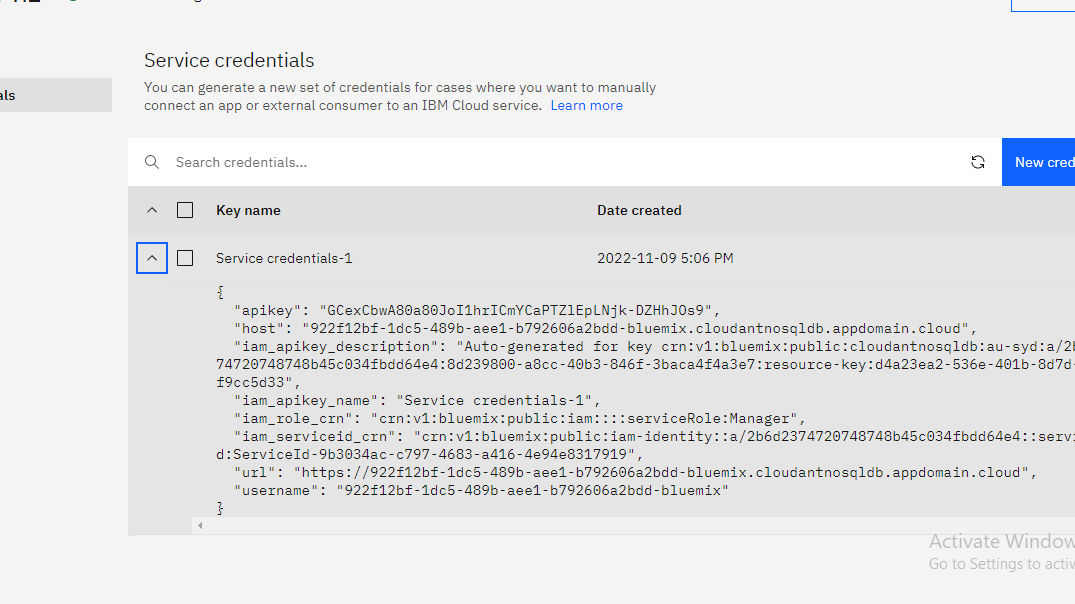 Service credentials
You can generate a new set of credentials for cases where you want to manually
connect an app or external consumer to an IBM Cloud service. Learn more
als
Search credentials...
New cred
Key name Date created
Service credentials-1 2022-11-09 5:06 PM
{
"apikey": "GCexCbwA80a80JoI1hrICmYCaPTZlEpLNjk-DZHhJOs9",
"host": "922f12bf-1dc5-489b-aee1-b792606a2bdd-bluemix.cloudantnosqldb.appdomain.cloud",
"iam_apikey_description": "Auto-generated for key crn:v1:bluemix:public:cloudantnosqldb:au-syd:a/2b
74720748748b45c034fbdd64e4:8d239800-a8cc-40b3-846f-3baca4f4a3e7:resource-key:d4a23ea2-536e-401b-8d7d-
f9cc5d33",
"iam_apikey_name": "Service credentials-1",
"iam_role_crn": "crn:v1:bluemix:public:iam::::serviceRole:Manager",
"iam_serviceid_crn": "crn:v1:bluemix:public:iam-identity::a/2b6d2374720748748b45c034fbdd64e4::servi
d:ServiceId-9b3034ac-c797-4683-a416-4e94e8317919",
"url": "https://922f12bf-1dc5-489b-aee1-b792606a2bdd-bluemix.cloudantnosqldb.appdomain.cloud",
"username": "922f12bf-1dc5-489b-aee1-b792606a2bdd-bluemix"
}
Activate Window
Go to Settings to activ